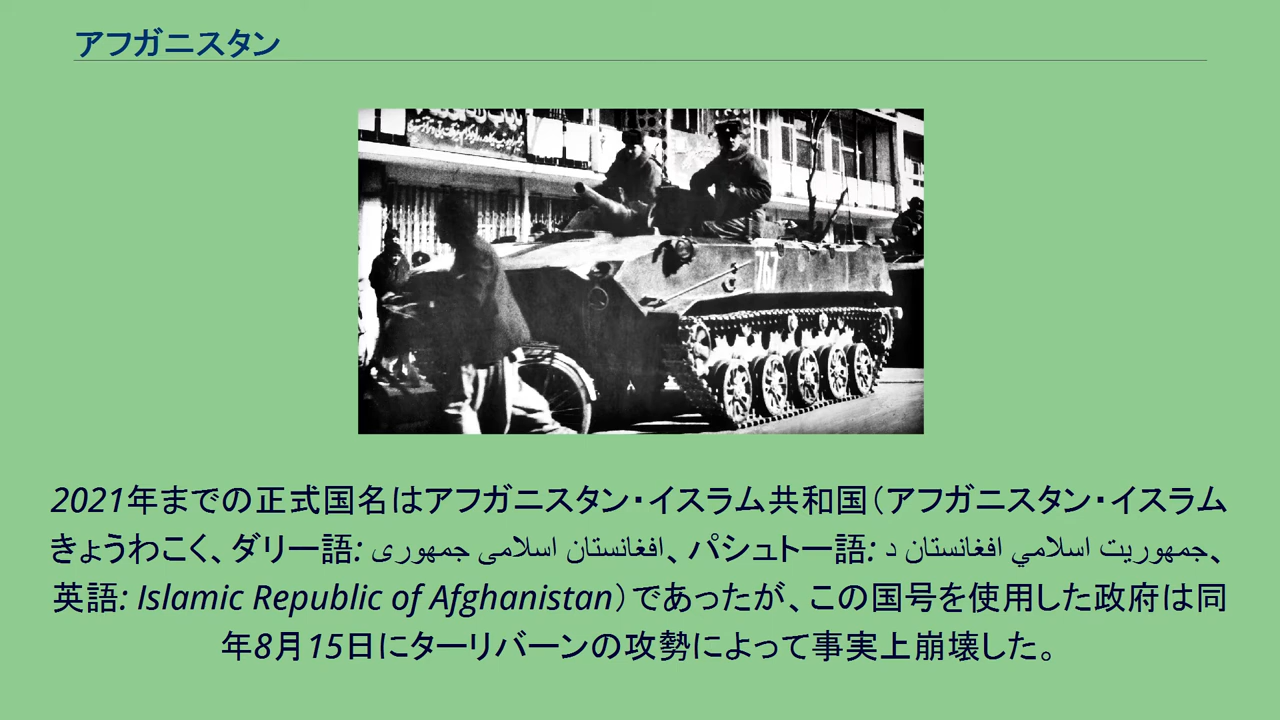 アフガニスタン
767
2021年までの正式国名はアフガニスタン・イスラム共和国（アフガニスタン・イスラム
きょうわこく、ダリー語: افغانستان اسلامی جمهوری、パシュトー語: جمهوریت اسلامي افغانستان د、
英語: Islamic Republic of Afghanistan）であったが、この国号を使用した政府は同
年8月15日にターリバーンの攻勢によって事実上崩壊した。